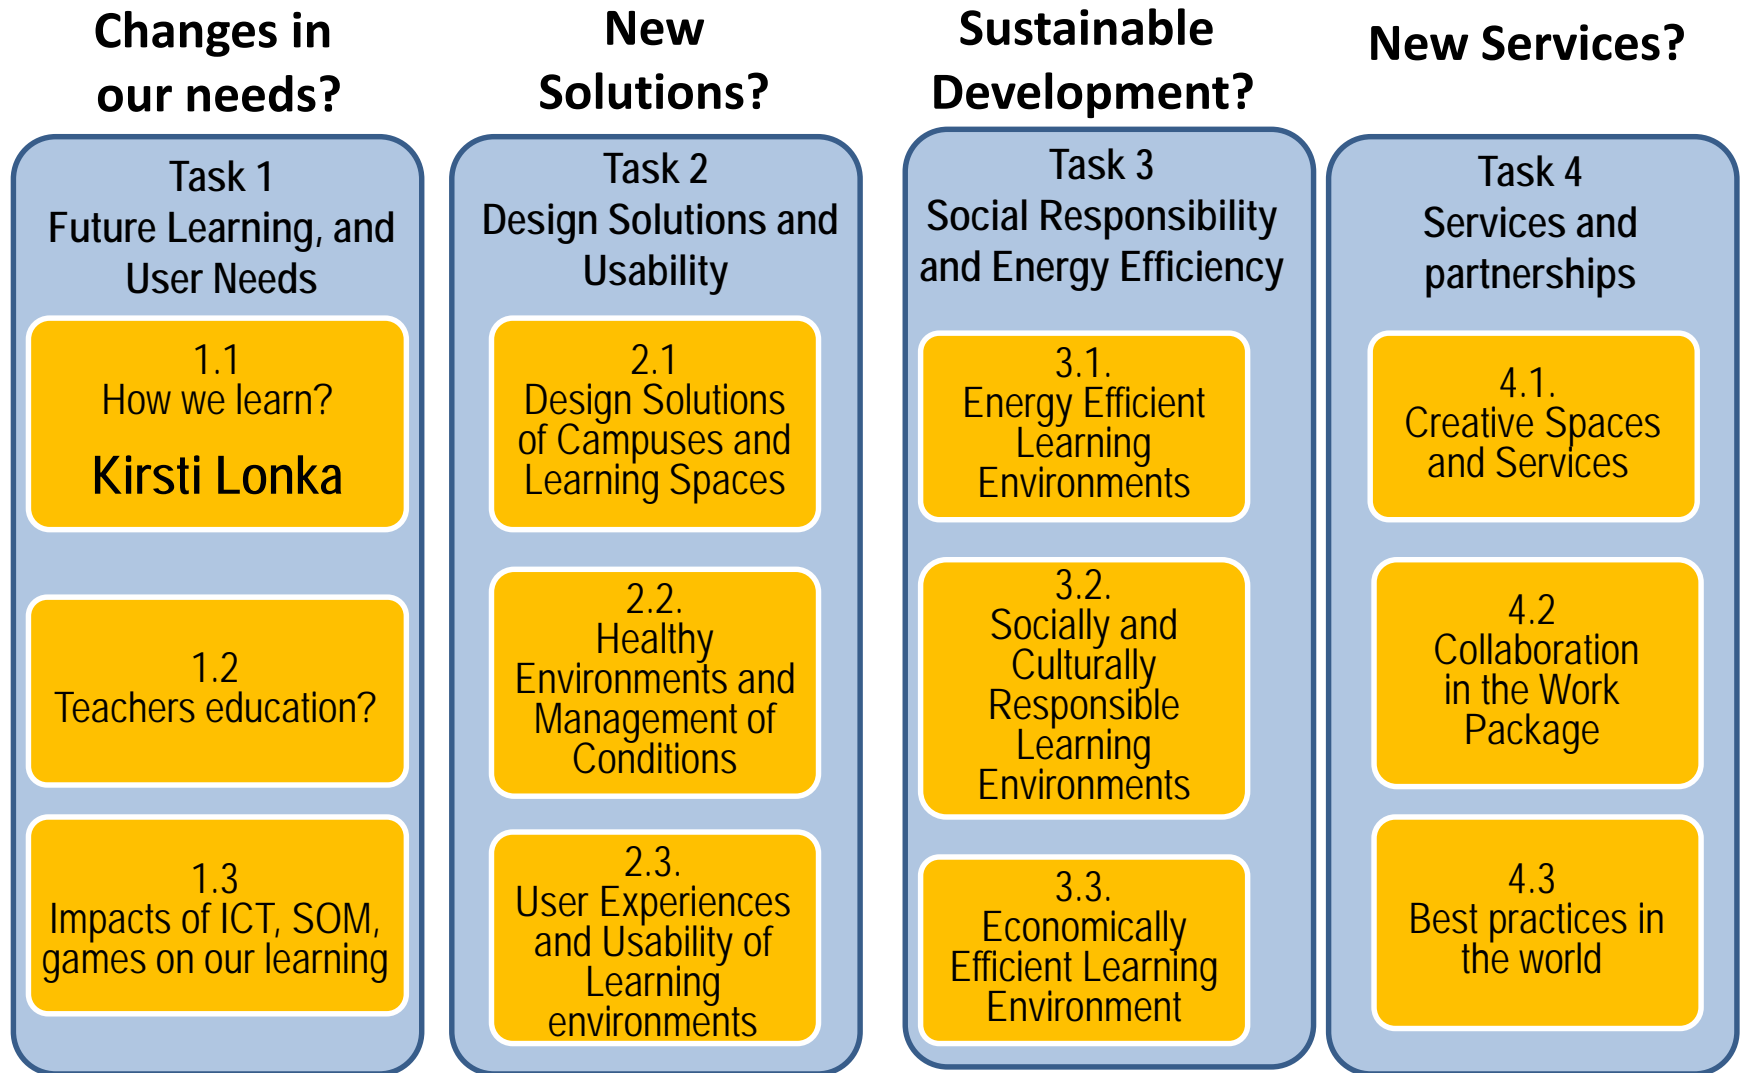 Changes in
our needs?
Task 1
Future Learning, and
User Needs
1.1
How we learn?
Kirsti Lonka
1.2
Teachers education?
1.3
Impacts of ICT, SOM,
games on our learning
New
Solutions?
Task 2
Design Solutions and
Usability
2.1
Design Solutions
of Campuses and
Learning Spaces
2.2.
Healthy
Environments and
Management of
Conditions
2.3.
User Experiences
and Usability of
Learning
environments
Sustainable
Development?
Task 3
Social Responsibility
and Energy Efficiency
3.1.
Energy Efficient
Learning
Environments
3.2.
Socially and
Culturally
Responsible
Learning
Environments
3.3.
Economically
Efficient Learning
Environment
New Services?
Task 4
Services and
partnerships
4.1.
Creative Spaces
and Services
4.2
Collaboration
in the Work
Package
4.3
Best practices in
the world